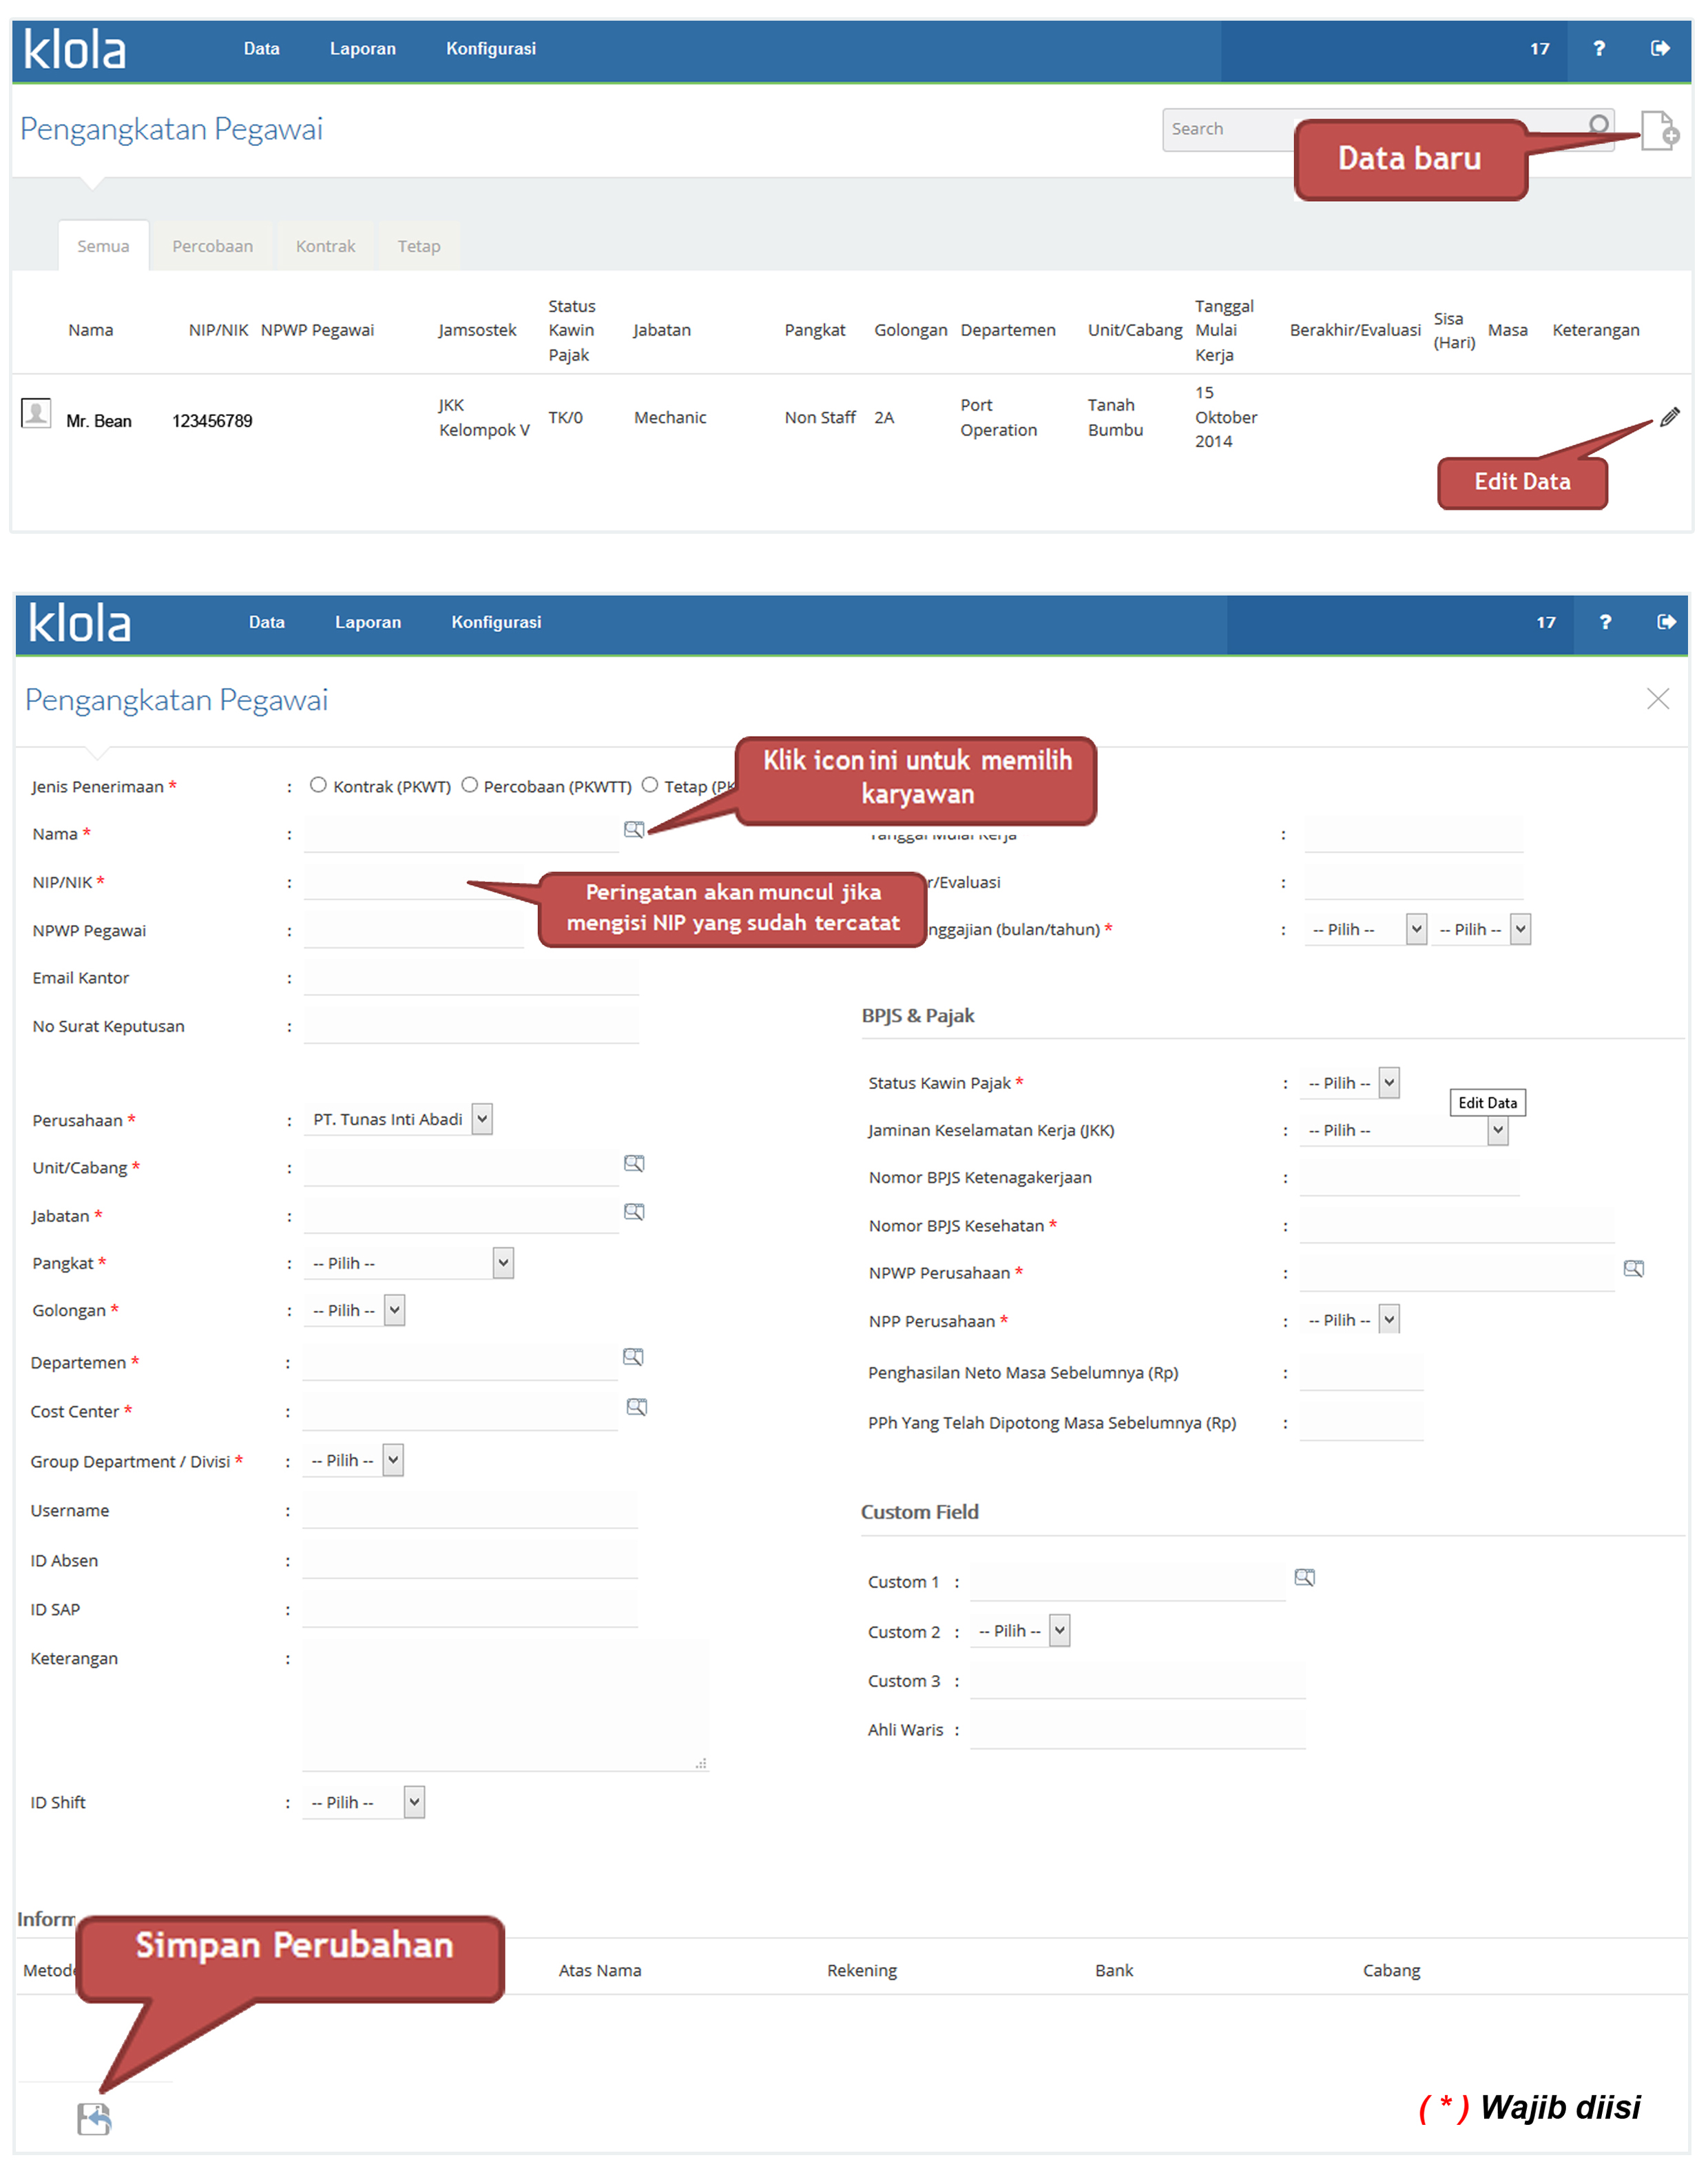 klola Data Laporan Konfigurasi 17 ?
Pengangkatan Pegawai Search
Data baru
Semua Percobaan Kontrak Tetap
Nama NIP/NIK NPWP Pegawai Jamsostek Status Kawin Pajak Jabatan Pangkat Golongan Departemen Unit/Cabang Tanggal Mulai Kerja Berakhir/Evaluasi Sisa (Hari) Masa Keterangan
Mr. Bean 123456789 JKK Kelompok V TK/0 Mechanic Non Staff 2A Port Operation Tanah Bumbu 15 Oktober 2014
Edit Data
klola Data Laporan Konfigurasi 17 ?
Pengangkatan Pegawai
Klik icon ini untuk memilih
karyawan
Jenis Penerimaan * : Kontrak (PKWT) Percobaan (PKWTT) Tetap (PK
Nama * :
Tanggal Mulai Kerja :
NIP/NIK * :
Peringatan akan muncul jika
mengisi NIP yang sudah tercatat
r/Evaluasi :
NPWP Pegawai :
nggajian (bulan/tahun) * : -- Pilih -- -- Pilih --
Email Kantor :
No Surat Keputusan :
Perusahaan * : PT. Tunas Inti Abadi
Unit/Cabang * :
Jabatan * :
Pangkat * : -- Pilih --
Golongan * : -- Pilih --
Departemen * :
Cost Center * :
Group Department / Divisi * : -- Pilih --
Username :
ID Absen :
ID SAP :
Keterangan :
ID Shift : -- Pilih --
BPJS & Pajak
Status Kawin Pajak * : -- Pilih --
Edit Data
Jaminan Keselamatan Kerja (JKK) : -- Pilih --
Nomor BPJS Ketenagakerjaan :
Nomor BPJS Kesehatan * :
NPWP Perusahaan * :
NPP Perusahaan * : -- Pilih --
Penghasilan Neto Masa Sebelumnya (Rp) :
PPh Yang Telah Dipotong Masa Sebelumnya (Rp) :
Custom Field
Custom 1 :
Custom 2 : -- Pilih --
Custom 3 :
Ahli Waris :
Inform
Simpan Perubahan
Metode Atas Nama Rekening Bank Cabang
( * ) Wajib diisi